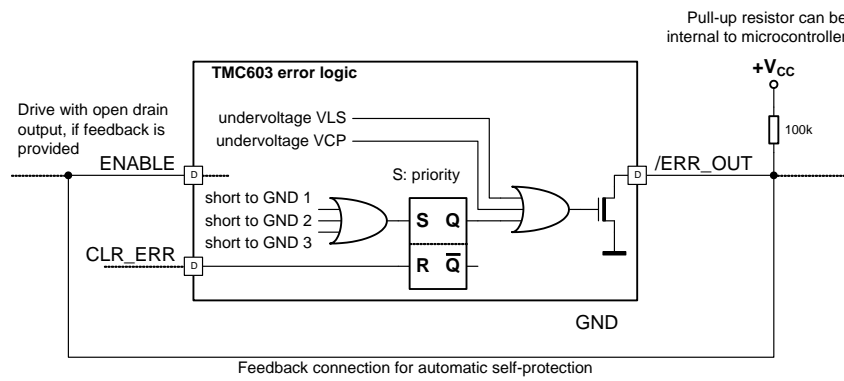 Pull-up resistor can be
internal to microcontroller
+VCC
100k
TMC603 error logic
Drive with open drain
output, if feedback is
provided
undervoltage VLS
undervoltage VCP
ENABLE
D
S: priority
D
/ERR_OUT
short to GND 1
short to GND 2
short to GND 3
S Q
CLR_ERR
D
R Q
GND
Feedback connection for automatic self-protection